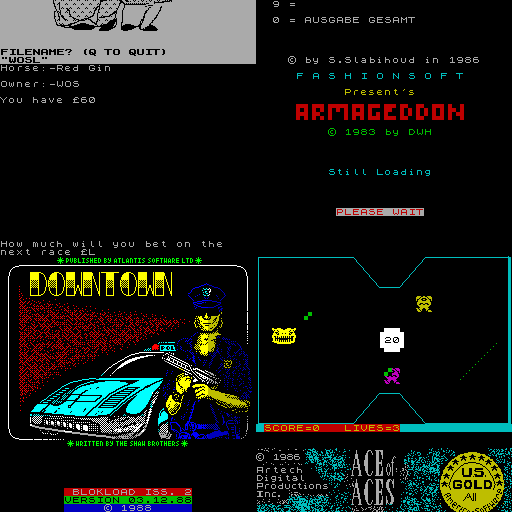 FILENAME? (Q TO QUIT)
"WOSL"
Horse:-Red Gin
Owner:-WOS
You have £60
How much will you bet on the
next race £L
9 =
0 = AUSGABE GESAMT
© by S.Slabihoud in 1986
F A S H I O N S O F T
Present's
ARMAGEDDON
© 1983 by DWH
Still Loading
PLEASE WAIT
PUBLISHED BY ATLANTIS SOFTWARE LTD
DOWNTOWN
POLI
WRITTEN BY THE SHAW BROTHERS
BLOKLOAD ISS. 2
VERSION 03.12.88
© 1988
20
SCORE=0 LIVES=3
© 1986
Artech
Digital
Productions
Inc.
ACE of
ACES
U.S.
GOLD
All